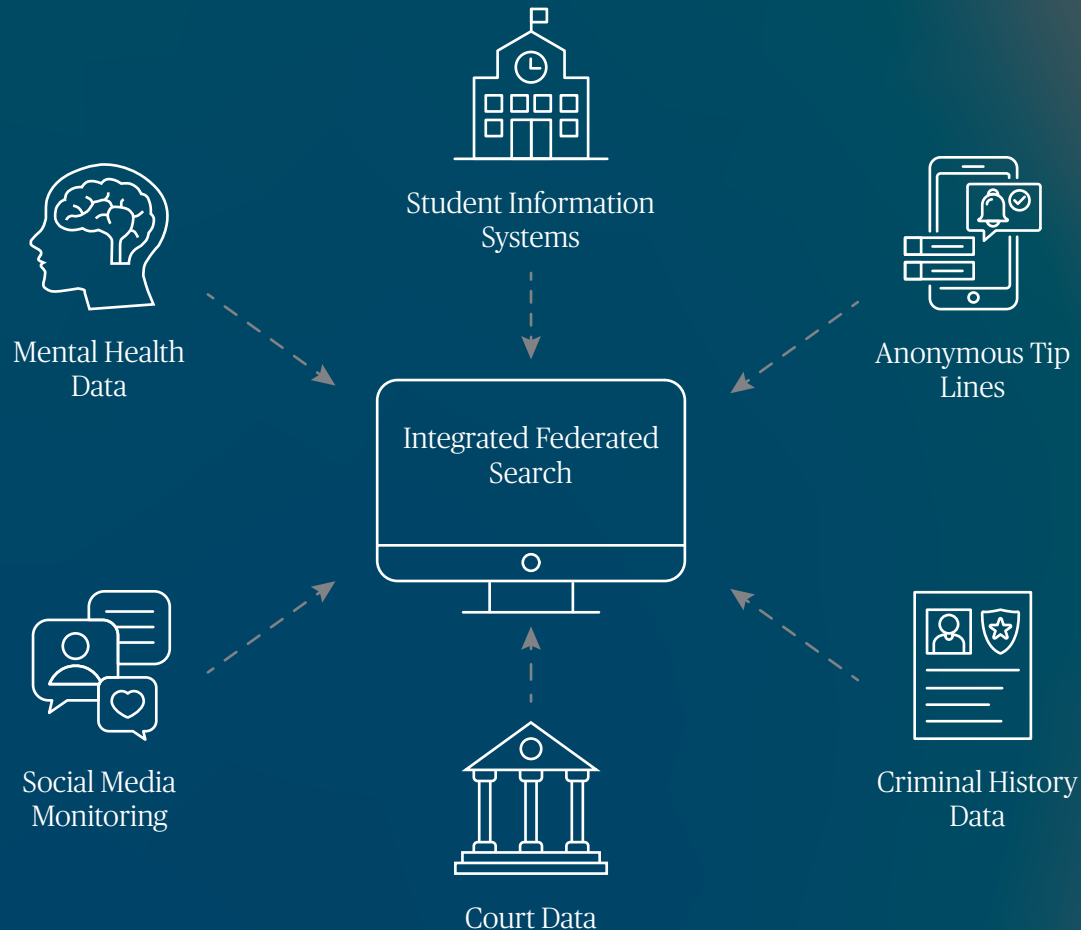 Student Information
Systems
Mental Health
Data
Anonymous Tip
Lines
Integrated Federated
Search
Social Media
Monitoring
Criminal History
Data
Court Data